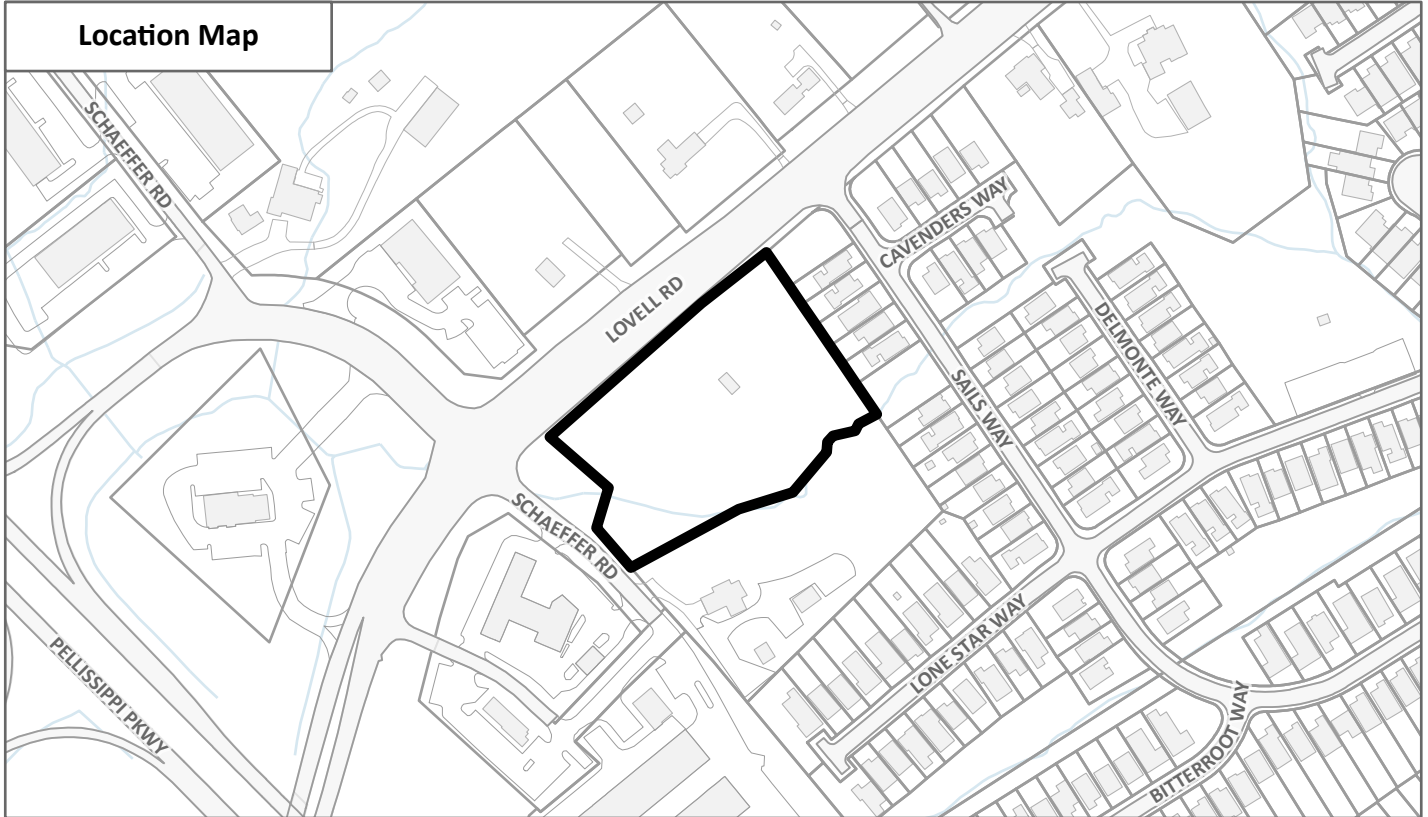 Location Map
SCHAEFFER RD
CAVENDERS WAY
LOVELL RD
DELMONTE WAY
SAILS WAY
SCHAEFFER RD
LONE STAR WAY
PELLISSIPPI PKWY
BITTERROOT WAY